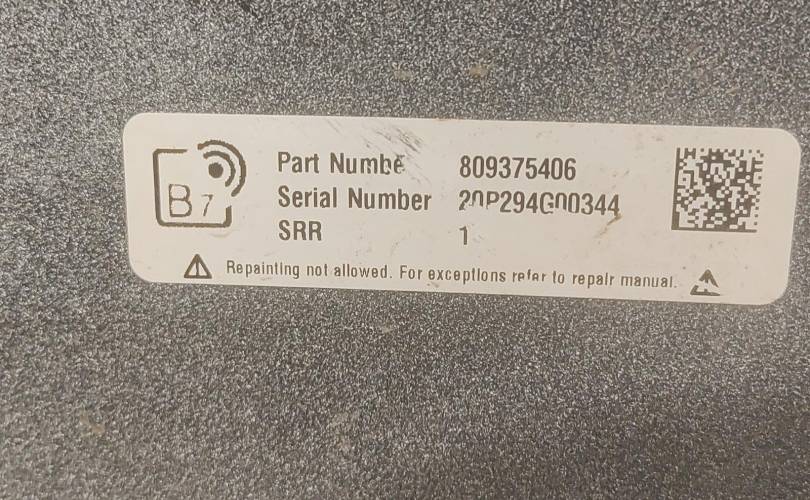 B7
Part Numbe 809375406
Serial Number 20P294G00344
SRR 1
Repainting not allowed. For exceptions refer to repair manual.